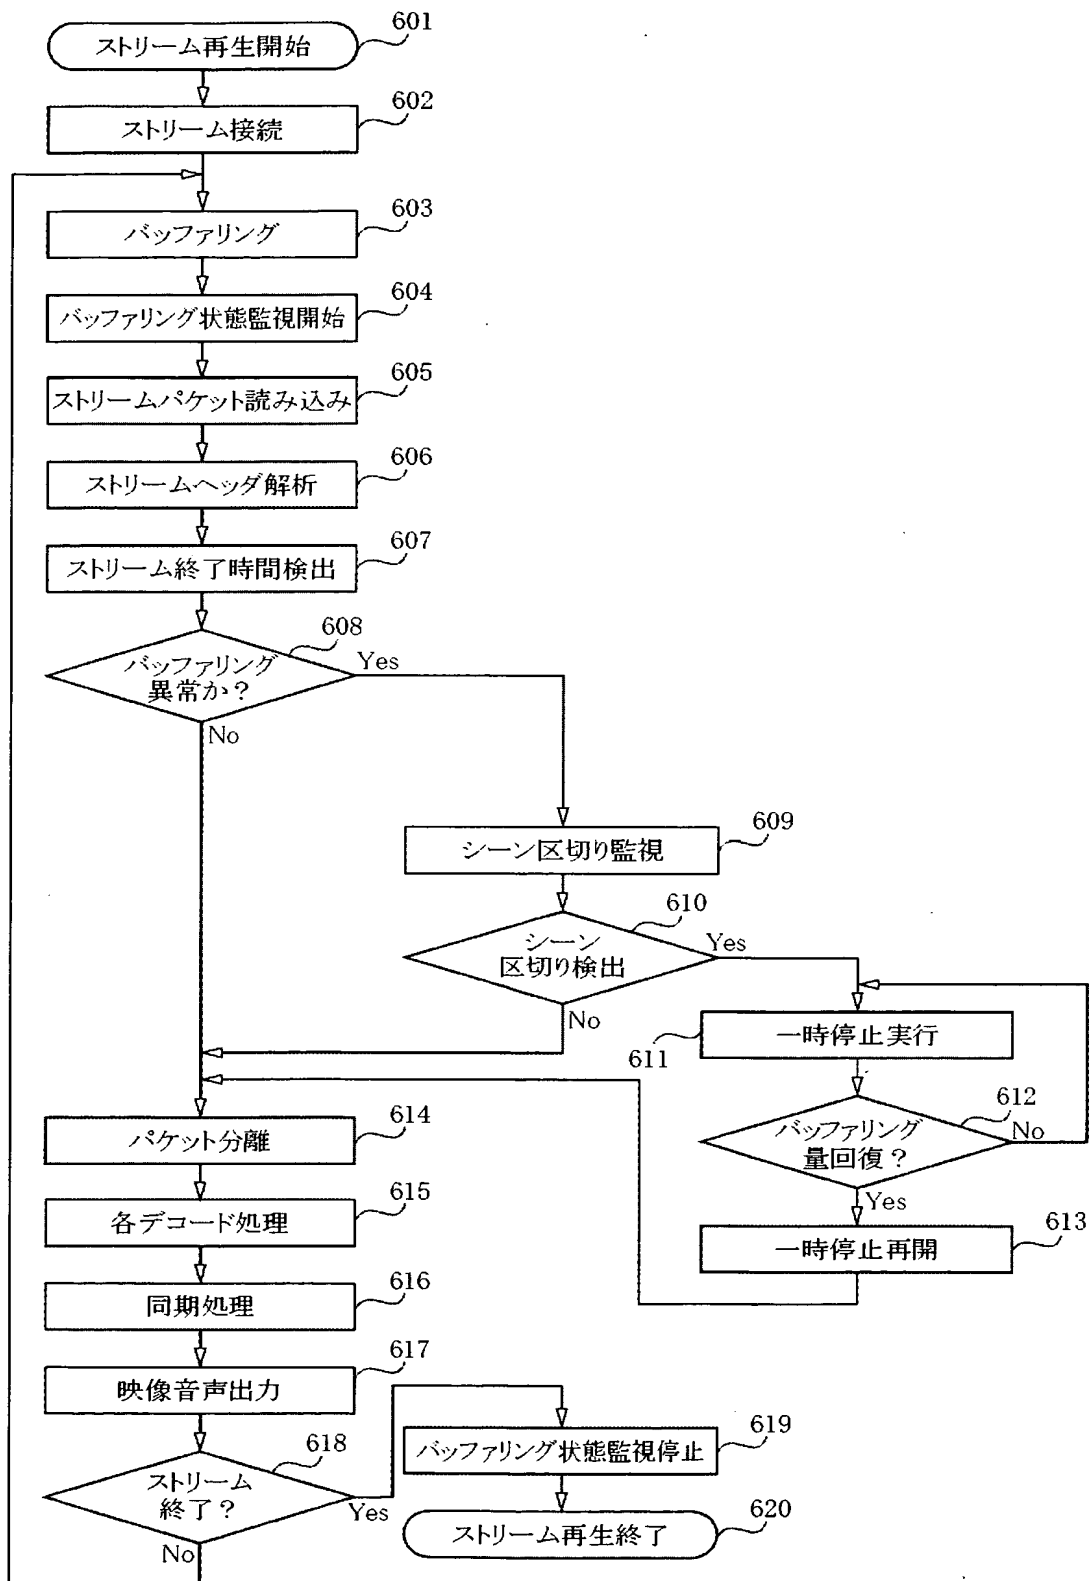 ストリーム再生開始
601
ストリーム接続
602
バッファリング
603
バッファリング状態監視開始
604
ストリームパケット読み込み
605
ストリームヘッダ解析
606
ストリーム終了時間検出
607
バッファリング
異常か？
608
Yes
No
シーン区切り監視
609
シーン
区切り検出
610
Yes
No
一時停止実行
611
バッファリング
量回復？
612
No
Yes
一時停止再開
613
パケット分離
614
各デコード処理
615
同期処理
616
映像音声出力
617
ストリーム
終了？
618
Yes
No
バッファリング状態監視停止
619
ストリーム再生終了
620